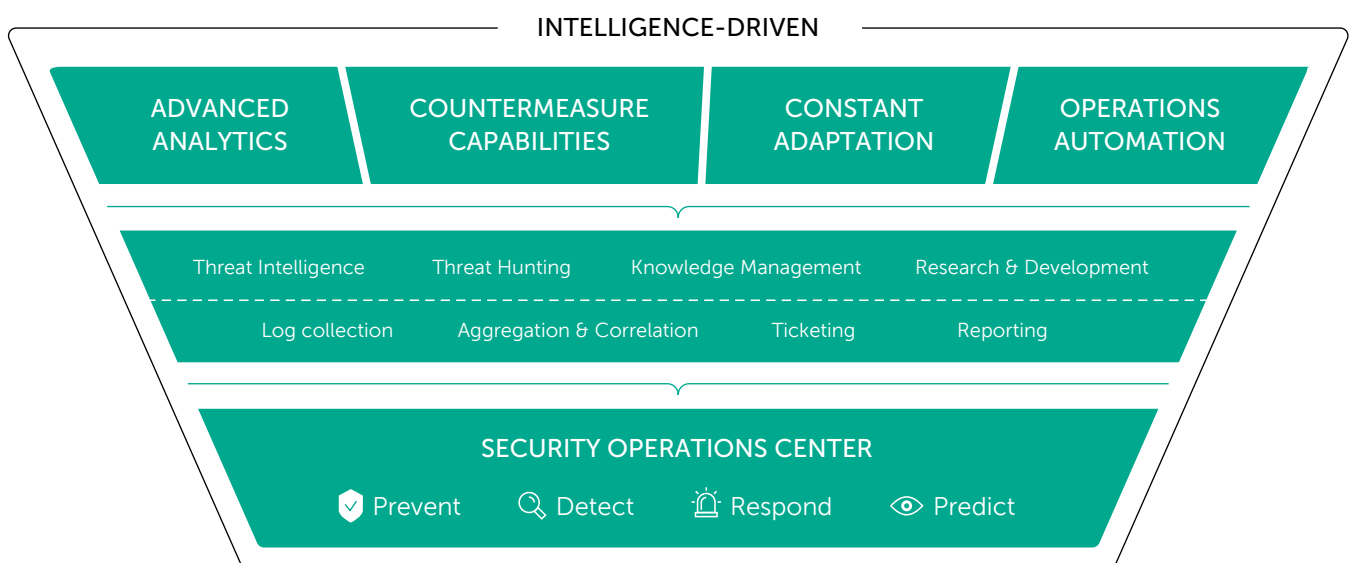 INTELLIGENCE-DRIVEN
ADVANCED
ANALYTICS
COUNTERMEASURE
CAPABILITIES
CONSTANT
ADAPTATION
OPERATIONS
AUTOMATION
Threat Intelligence
Threat Hunting
Knowledge Management
Research & Development
Log collection
Aggregation & Correlation
Ticketing
Reporting
SECURITY OPERATIONS CENTER
Prevent
Detect
Respond
Predict